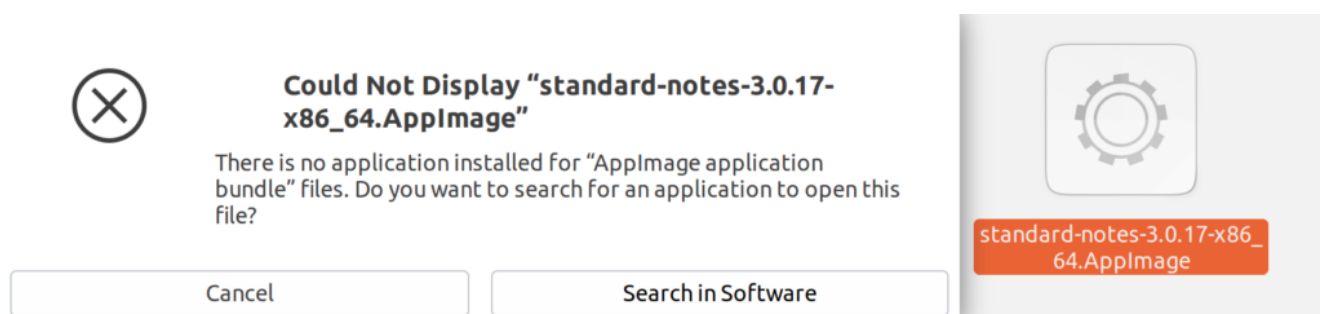 Could Not Display “standard-notes-3.0.17-
x86_64.AppImage”
There is no application installed for “AppImage application
bundle” files. Do you want to search for an application to open this
file?
Cancel
Search in Software
standard-notes-3.0.17-x86_
64.AppImage